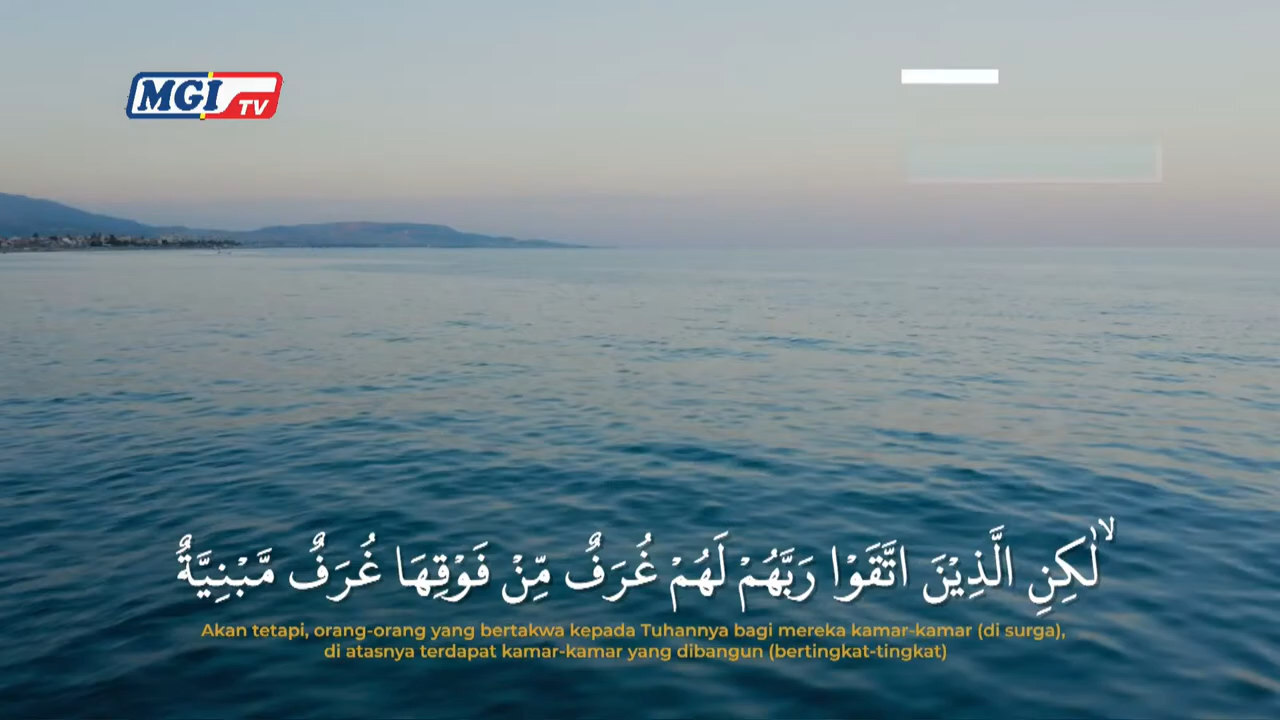 MGI TV
لٰكِنِ الَّذِيْنَ اتَّقَوْا رَبَّهُمْ لَهُمْ غُرَفٌ مِّنْ فَوْقِهَا غُرَفٌ مَّبْنِيَّةٌ ۙ
Akan tetapi, orang-orang yang bertakwa kepada Tuhannya bagi mereka kamar-kamar (di surga),
di atasnya terdapat kamar-kamar yang dibangun (bertingkat-tingkat)